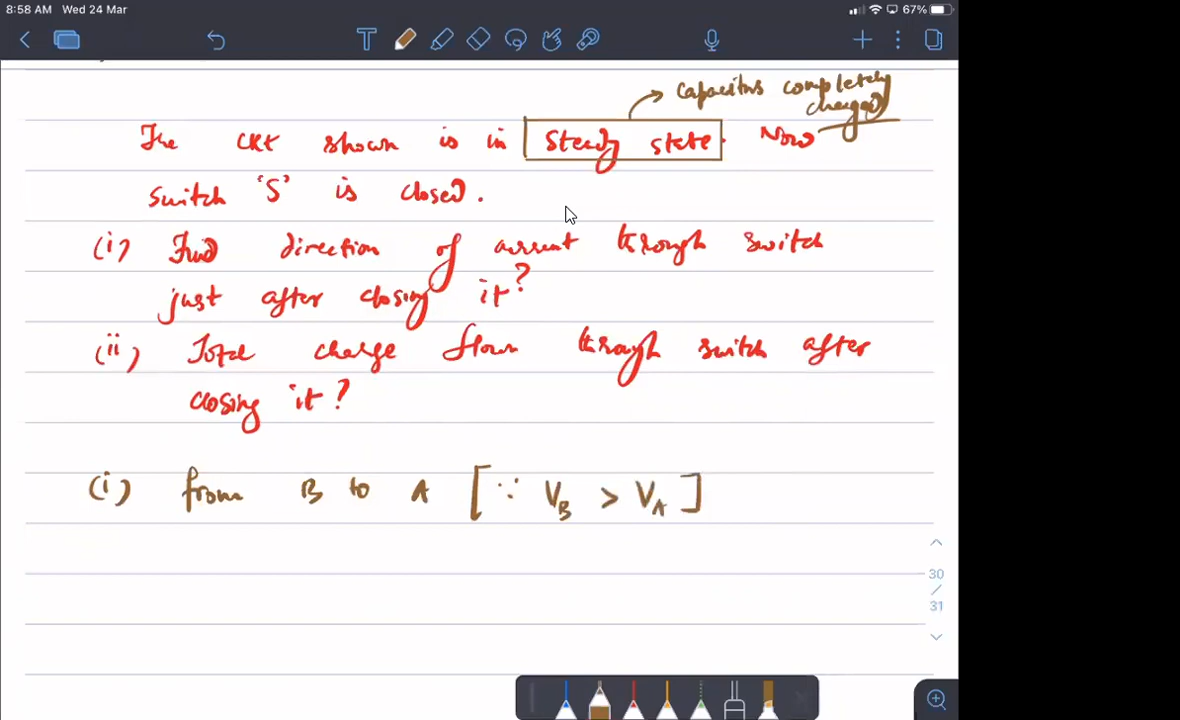 8:58 AM Wed 24 Mar
67%
Capacitors completely
charged
The CKT shown is in Steady state. Now
switch 'S' is closed.
(i) Find direction of current through switch
just after closing it?
(ii) Total charge flown through switch after
closing it?
(i) from B to A [∵ V_B > V_A]
30
/
31